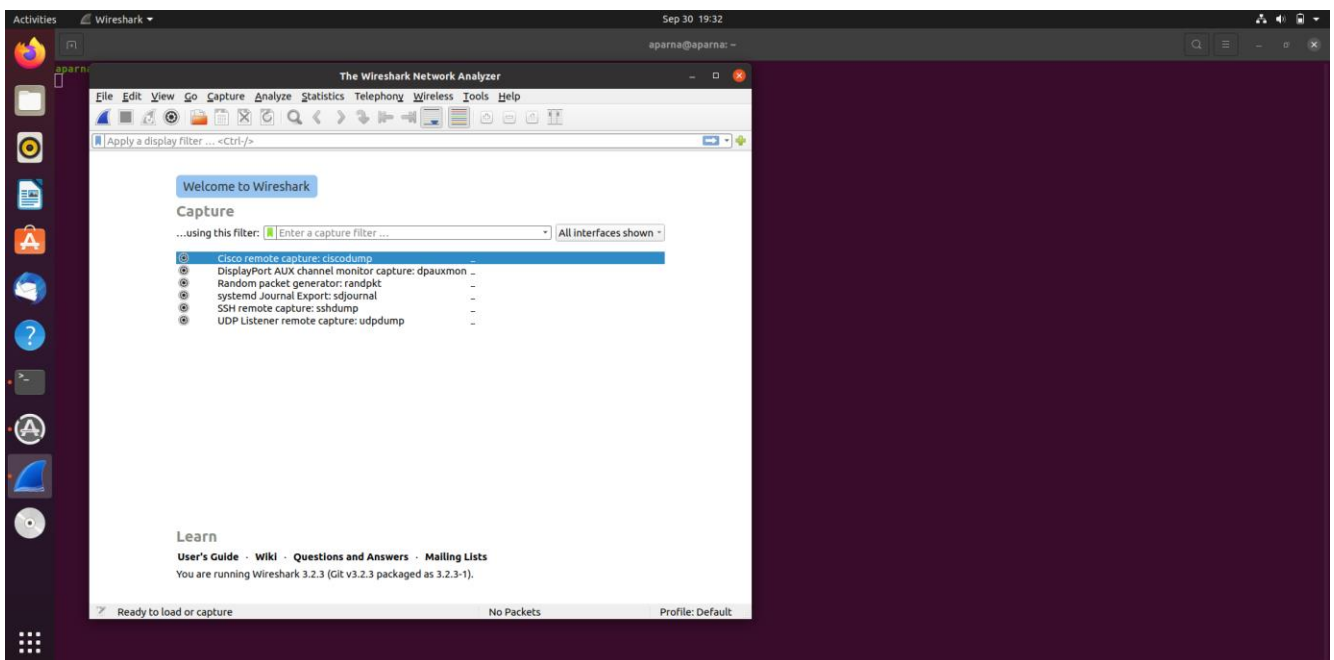 Activities Wireshark Sep 30 19:32
aparna@aparna: ~
aparn
The Wireshark Network Analyzer
File Edit View Go Capture Analyze Statistics Telephony Wireless Tools Help
Apply a display filter ... <Ctrl-/>
Welcome to Wireshark
Capture
...using this filter: Enter a capture filter ... All interfaces shown
Cisco remote capture: ciscodump
DisplayPort AUX channel monitor capture: dpauxmon
Random packet generator: randpkt
systemd Journal Export: sdjournal
SSH remote capture: sshdump
UDP Listener remote capture: udpdump
Learn
User's Guide · Wiki · Questions and Answers · Mailing Lists
You are running Wireshark 3.2.3 (Git v3.2.3 packaged as 3.2.3-1).
Ready to load or capture No Packets Profile: Default